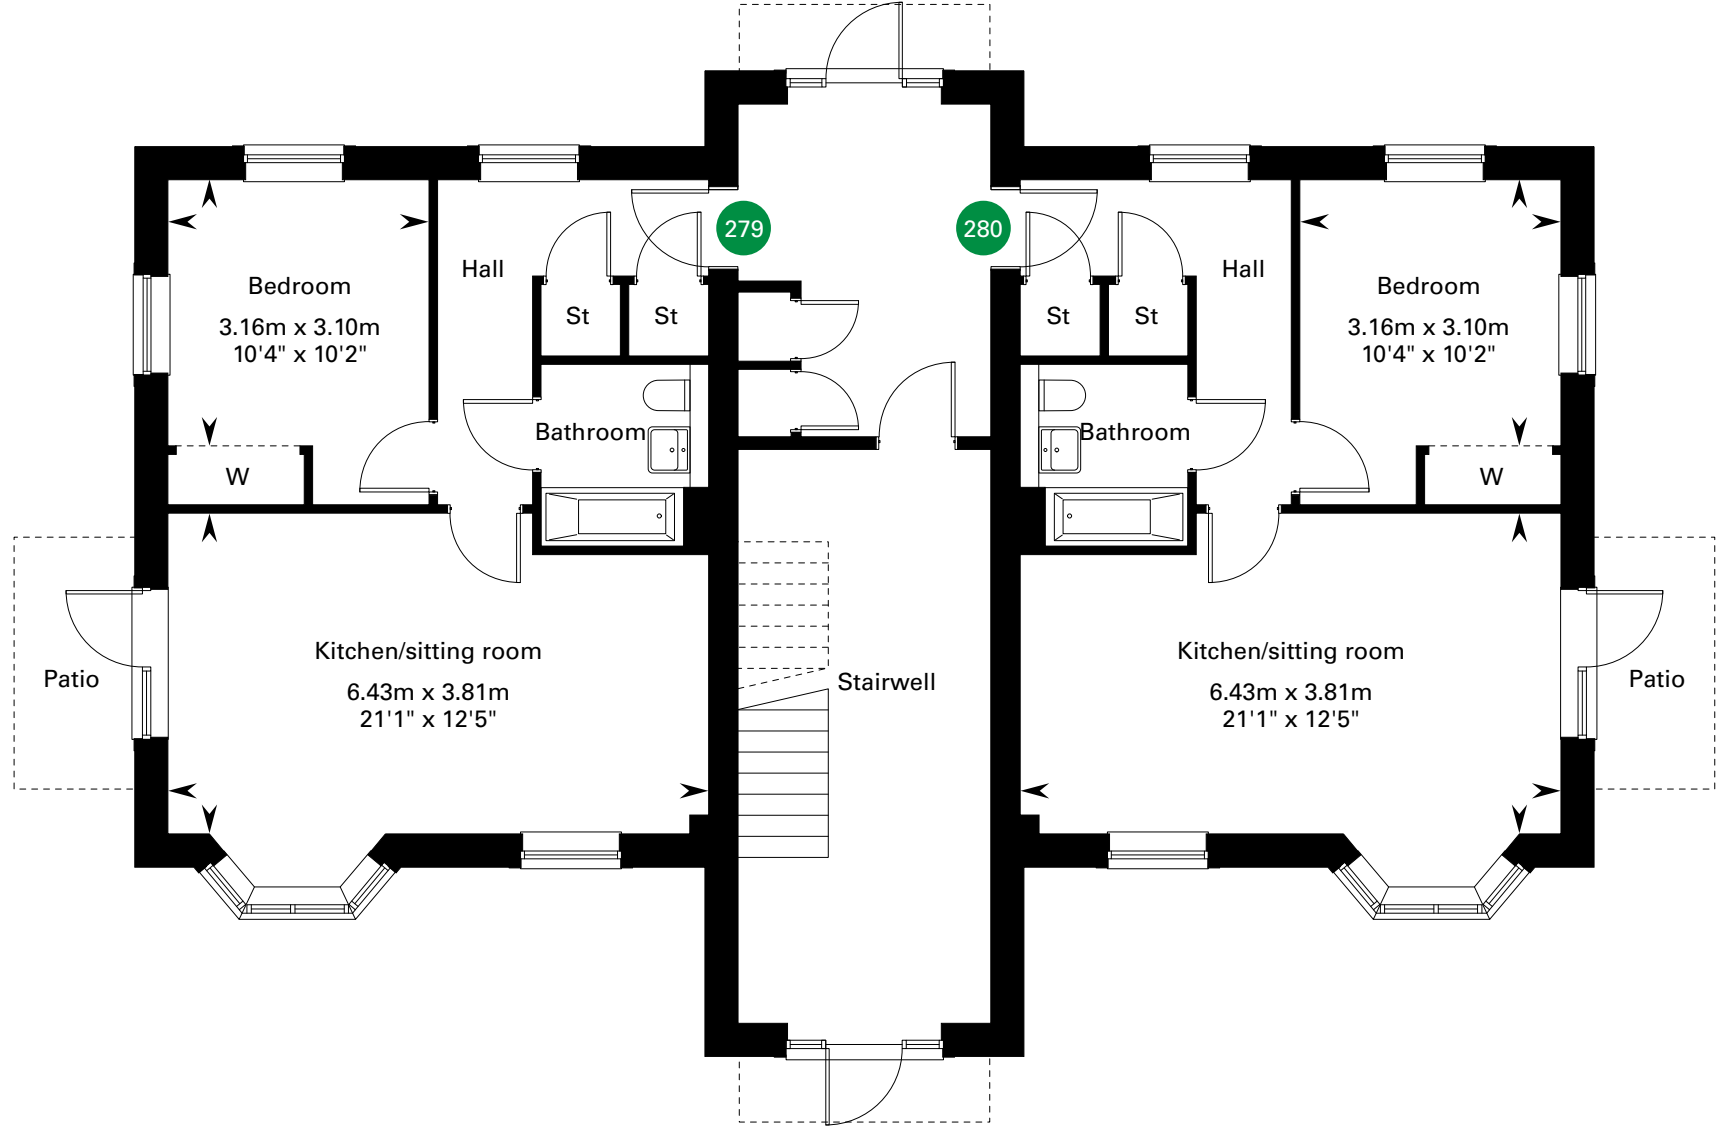 279
280
Hall
Hall
Bedroom
3.16m x 3.10m
10'4" x 10'2"
Bedroom
3.16m x 3.10m
10'4" x 10'2"
St
St
St
St
Bathroom
Bathroom
W
W
Kitchen/sitting room
6.43m x 3.81m
21'1" x 12'5"
Kitchen/sitting room
6.43m x 3.81m
21'1" x 12'5"
Patio
Stairwell
Patio